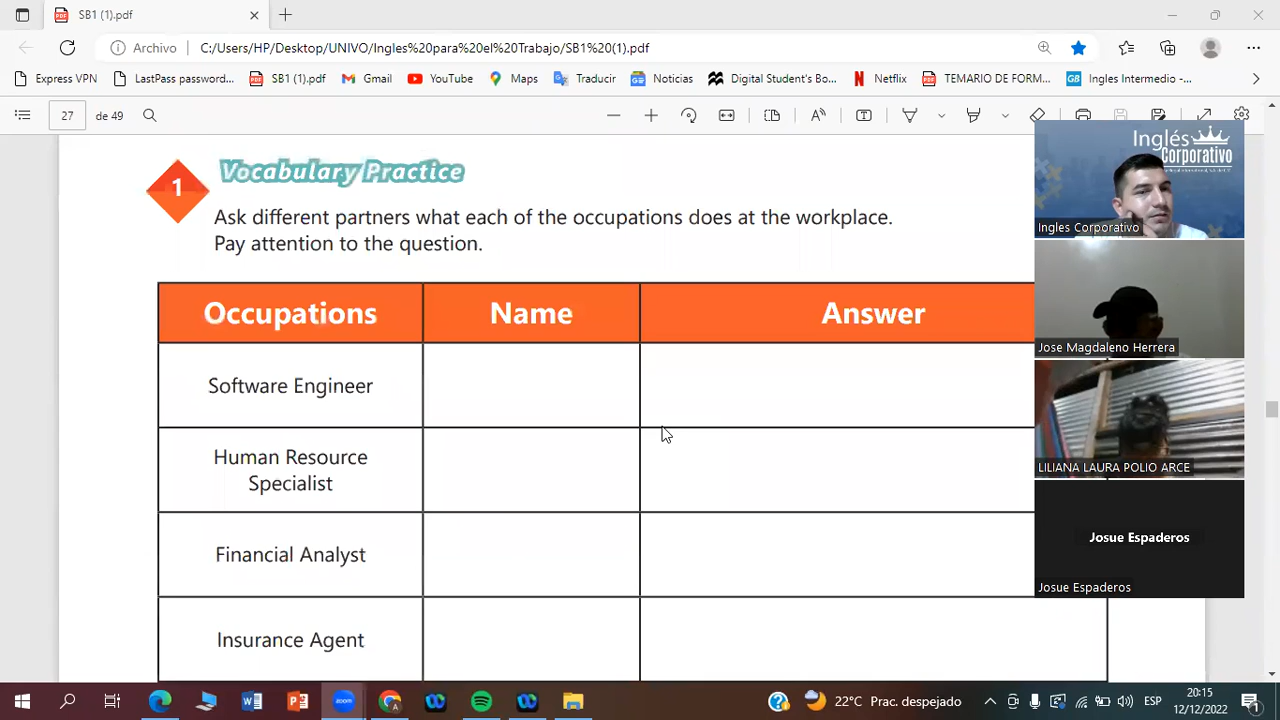 SB1 (1).pdf
Archivo
C:/Users/HP/Desktop/UNIVO/Ingles%20para%20el%20Trabajo/SB1%20(1).pdf
Express VPN
LastPass password...
SB1 (1).pdf
Gmail
YouTube
Maps
Traducir
Noticias
Digital Student's Bo...
Netflix
TEMARIO DE FORM...
Ingles Intermedio -...
27 de 49
1
Vocabulary Practice
Ask different partners what each of the occupations does at the workplace.
Pay attention to the question.
Occupations
Name
Answer
Software Engineer
Human Resource
Specialist
Financial Analyst
Insurance Agent
Inglés
Corporativo
Ingles Corporativo
Jose Magdaleno Herrera
LILIANA LAURA POLIO ARCE
Josue Espaderos
Josue Espaderos
zoom
22°C Prac. despejado
ESP
20:15
12/12/2022